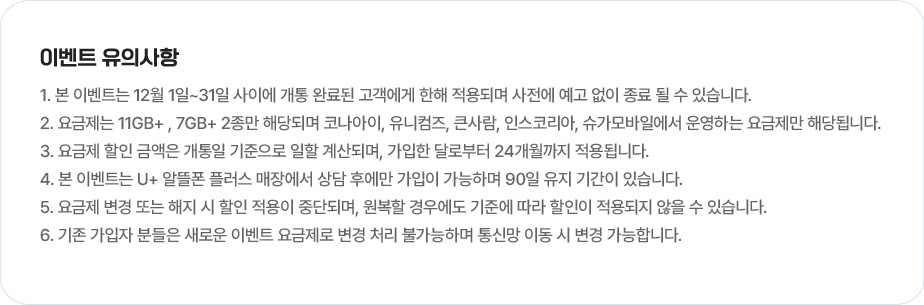 이벤트 유의사항
1. 본 이벤트는 12월 1일~31일 사이에 개통 완료된 고객에게 한해 적용되며 사전에 예고 없이 종료 될 수 있습니다.
2. 요금제는 11GB+ , 7GB+ 2종만 해당되며 코나아이, 유니컴즈, 큰사람, 인스코리아, 슈가모바일에서 운영하는 요금제만 해당됩니다.
3. 요금제 할인 금액은 개통일 기준으로 일할 계산되며, 가입한 달로부터 24개월까지 적용됩니다.
4. 본 이벤트는 U+ 알뜰폰 플러스 매장에서 상담 후에만 가입이 가능하며 90일 유지 기간이 있습니다.
5. 요금제 변경 또는 해지 시 할인 적용이 중단되며, 원복할 경우에도 기준에 따라 할인이 적용되지 않을 수 있습니다.
6. 기존 가입자 분들은 새로운 이벤트 요금제로 변경 처리 불가능하며 통신망 이동 시 변경 가능합니다.